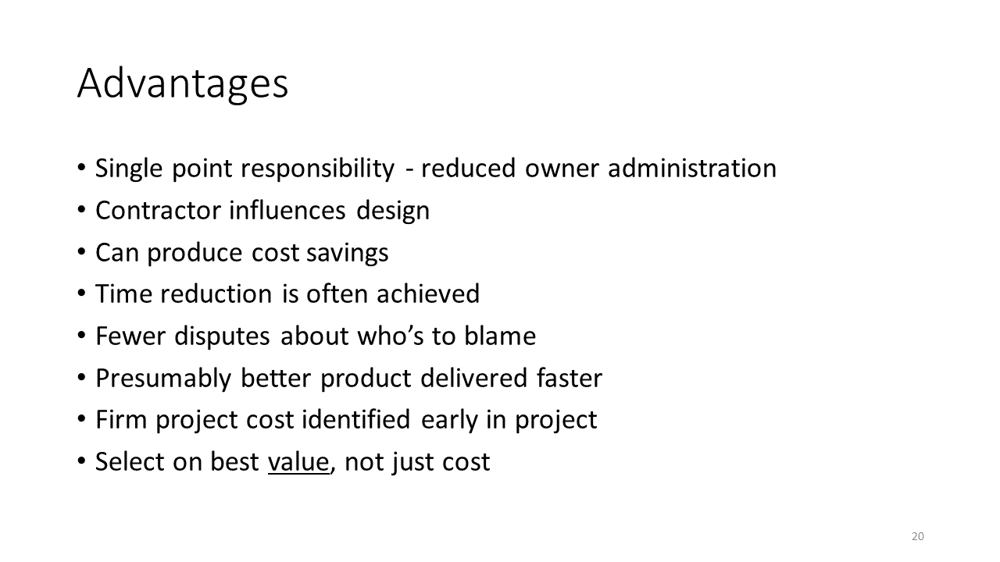 Advantages
• Single point responsibility - reduced owner administration
• Contractor influences design
• Can produce cost savings
• Time reduction is often achieved
• Fewer disputes about who’s to blame
• Presumably better product delivered faster
• Firm project cost identified early in project
• Select on best value, not just cost
20